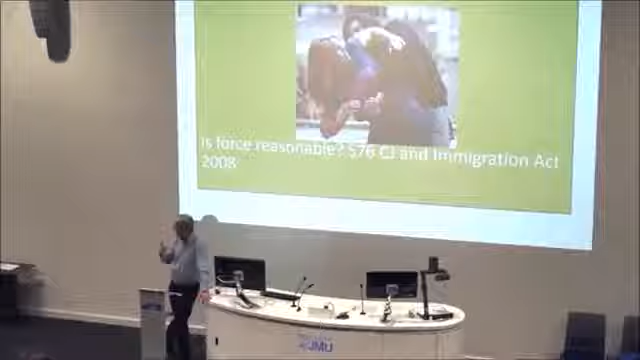 Is force reasonable? S76 CJ and Immigration Act
2008
JMU